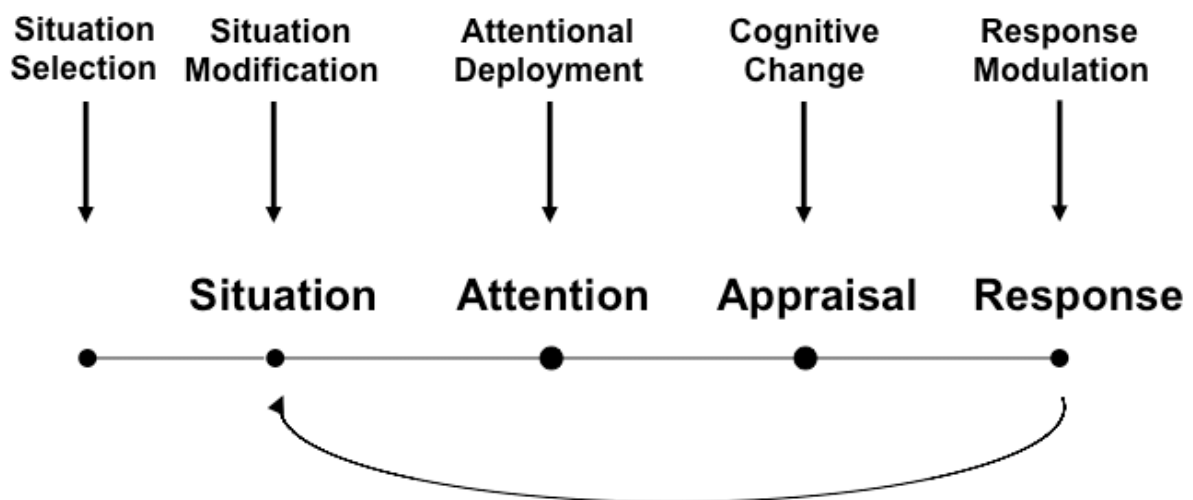 Situation
Selection
Situation
Modification
Attentional
Deployment
Cognitive
Change
Response
Modulation
Situation
Attention
Appraisal
Response